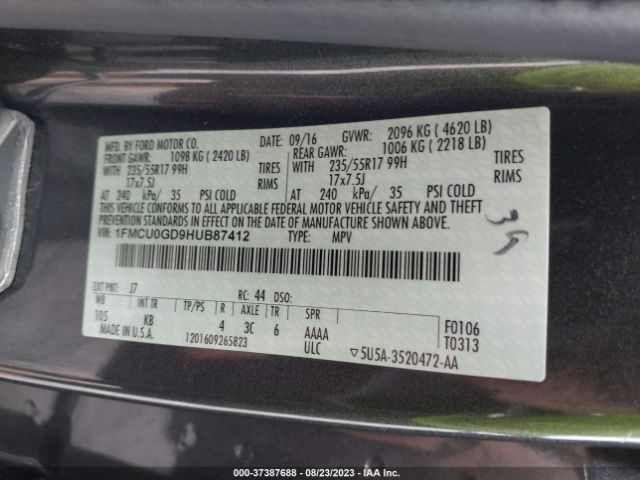 MFD. BY FORD MOTOR CO. DATE: 09/16 GVWR: 2096 KG ( 4620 LB)
FRONT GAWR: 1098 KG ( 2420 LB) REAR GAWR: 1006 KG ( 2218 LB)
WITH 235/55R17 99H TIRES WITH 235/55R17 99H TIRES
17x7.5J RIMS 17x7.5J RIMS
AT 240 kPa/ 35 PSI COLD AT 240 kPa/ 35 PSI COLD
THIS VEHICLE CONFORMS TO ALL APPLICABLE FEDERAL MOTOR VEHICLE SAFETY AND THEFT PREVENTION
STANDARDS IN EFFECT ON THE DATE OF MANUFACTURE SHOWN ABOVE.
VIN: 1FMCU0GD9HUB87412 TYPE: MPV
EXT PNT: J7 RC: 44 DSO:
WB INT TR TP/PS R AXLE TR SPR
105 KB 4 3C 6 AAAA
MADE IN U.S.A. 1201609265823 ULC
F0106
T0313
▽5U5A-3520472-AA
000-37387688 - 08/23/2023 - IAAI.COM